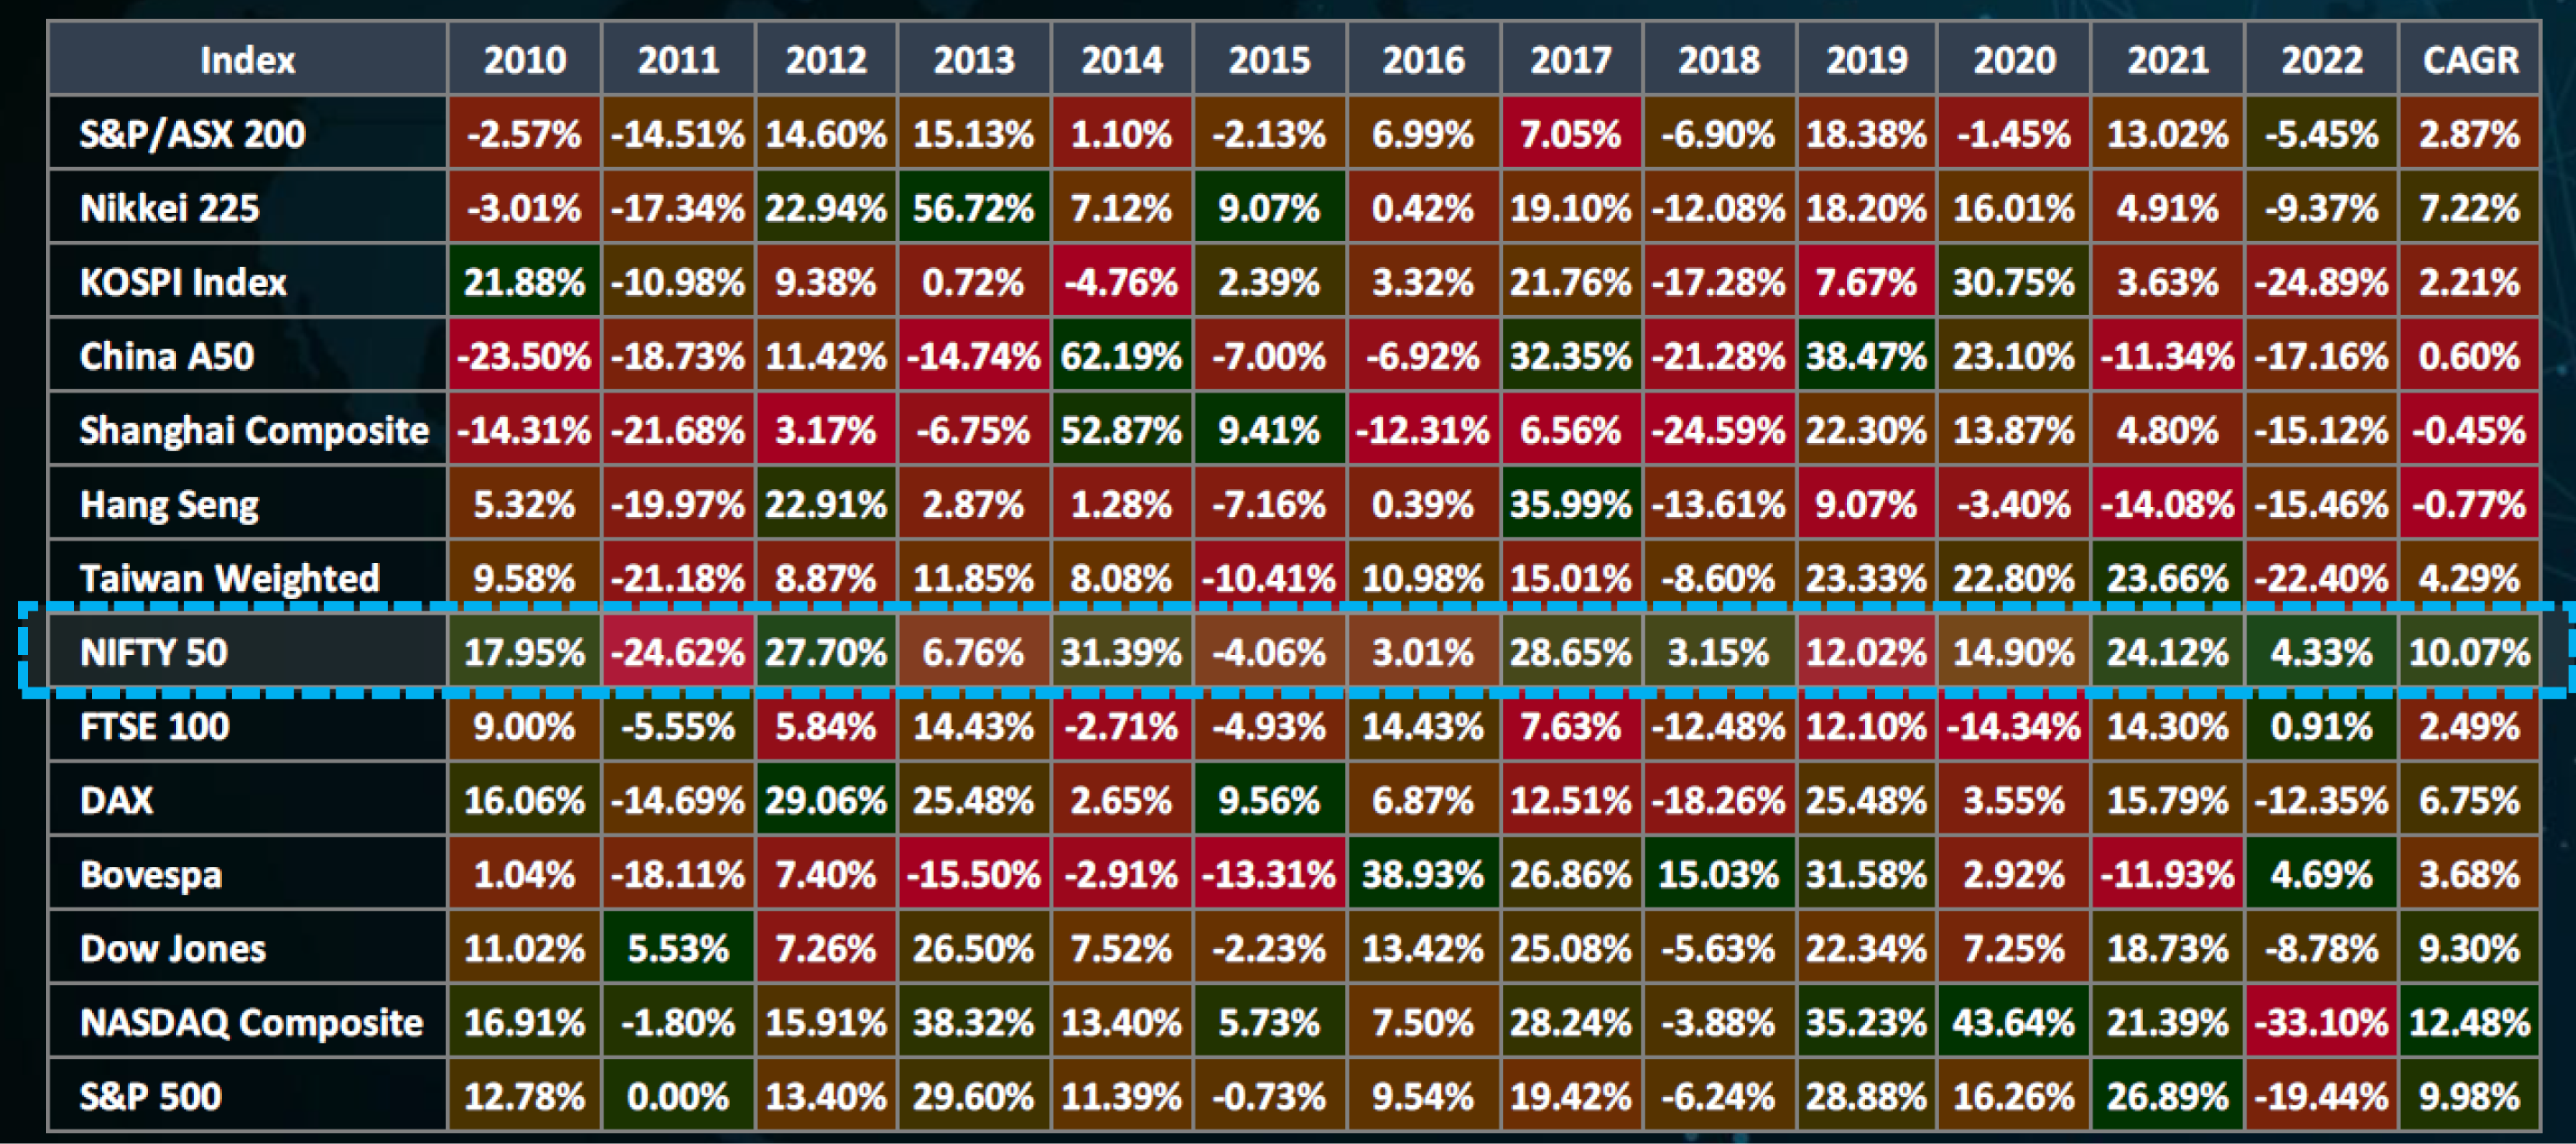 Index 2010 2011 2012 2013 2014 2015 2016 2017 2018 2019 2020 2021 2022 CAGR
S&P/ASX 200 -2.57% -14.51% 14.60% 15.13% 1.10% -2.13% 6.99% 7.05% -6.90% 18.38% -1.45% 13.02% -5.45% 2.87%
Nikkei 225 -3.01% -17.34% 22.94% 56.72% 7.12% 9.07% 0.42% 19.10% -12.08% 18.20% 16.01% 4.91% -9.37% 7.22%
KOSPI Index 21.88% -10.98% 9.38% 0.72% -4.76% 2.39% 3.32% 21.76% -17.28% 7.67% 30.75% 3.63% -24.89% 2.21%
China A50 -23.50% -18.73% 11.42% -14.74% 62.19% -7.00% -6.92% 32.35% -21.28% 38.47% 23.10% -11.34% -17.16% 0.60%
Shanghai Composite -14.31% -21.68% 3.17% -6.75% 52.87% 9.41% -12.31% 6.56% -24.59% 22.30% 13.87% 4.80% -15.12% -0.45%
Hang Seng 5.32% -19.97% 22.91% 2.87% 1.28% -7.16% 0.39% 35.99% -13.61% 9.07% -3.40% -14.08% -15.46% -0.77%
Taiwan Weighted 9.58% -21.18% 8.87% 11.85% 8.08% -10.41% 10.98% 15.01% -8.60% 23.33% 22.80% 23.66% -22.40% 4.29%
NIFTY 50 17.95% -24.62% 27.70% 6.76% 31.39% -4.06% 3.01% 28.65% 3.15% 12.02% 14.90% 24.12% 4.33% 10.07%
FTSE 100 9.00% -5.55% 5.84% 14.43% -2.71% -4.93% 14.43% 7.63% -12.48% 12.10% -14.34% 14.30% 0.91% 2.49%
DAX 16.06% -14.69% 29.06% 25.48% 2.65% 9.56% 6.87% 12.51% -18.26% 25.48% 3.55% 15.79% -12.35% 6.75%
Bovespa 1.04% -18.11% 7.40% -15.50% -2.91% -13.31% 38.93% 26.86% 15.03% 31.58% 2.92% -11.93% 4.69% 3.68%
Dow Jones 11.02% 5.53% 7.26% 26.50% 7.52% -2.23% 13.42% 25.08% -5.63% 22.34% 7.25% 18.73% -8.78% 9.30%
NASDAQ Composite 16.91% -1.80% 15.91% 38.32% 13.40% 5.73% 7.50% 28.24% -3.88% 35.23% 43.64% 21.39% -33.10% 12.48%
S&P 500 12.78% 0.00% 13.40% 29.60% 11.39% -0.73% 9.54% 19.42% -6.24% 28.88% 16.26% 26.89% -19.44% 9.98%